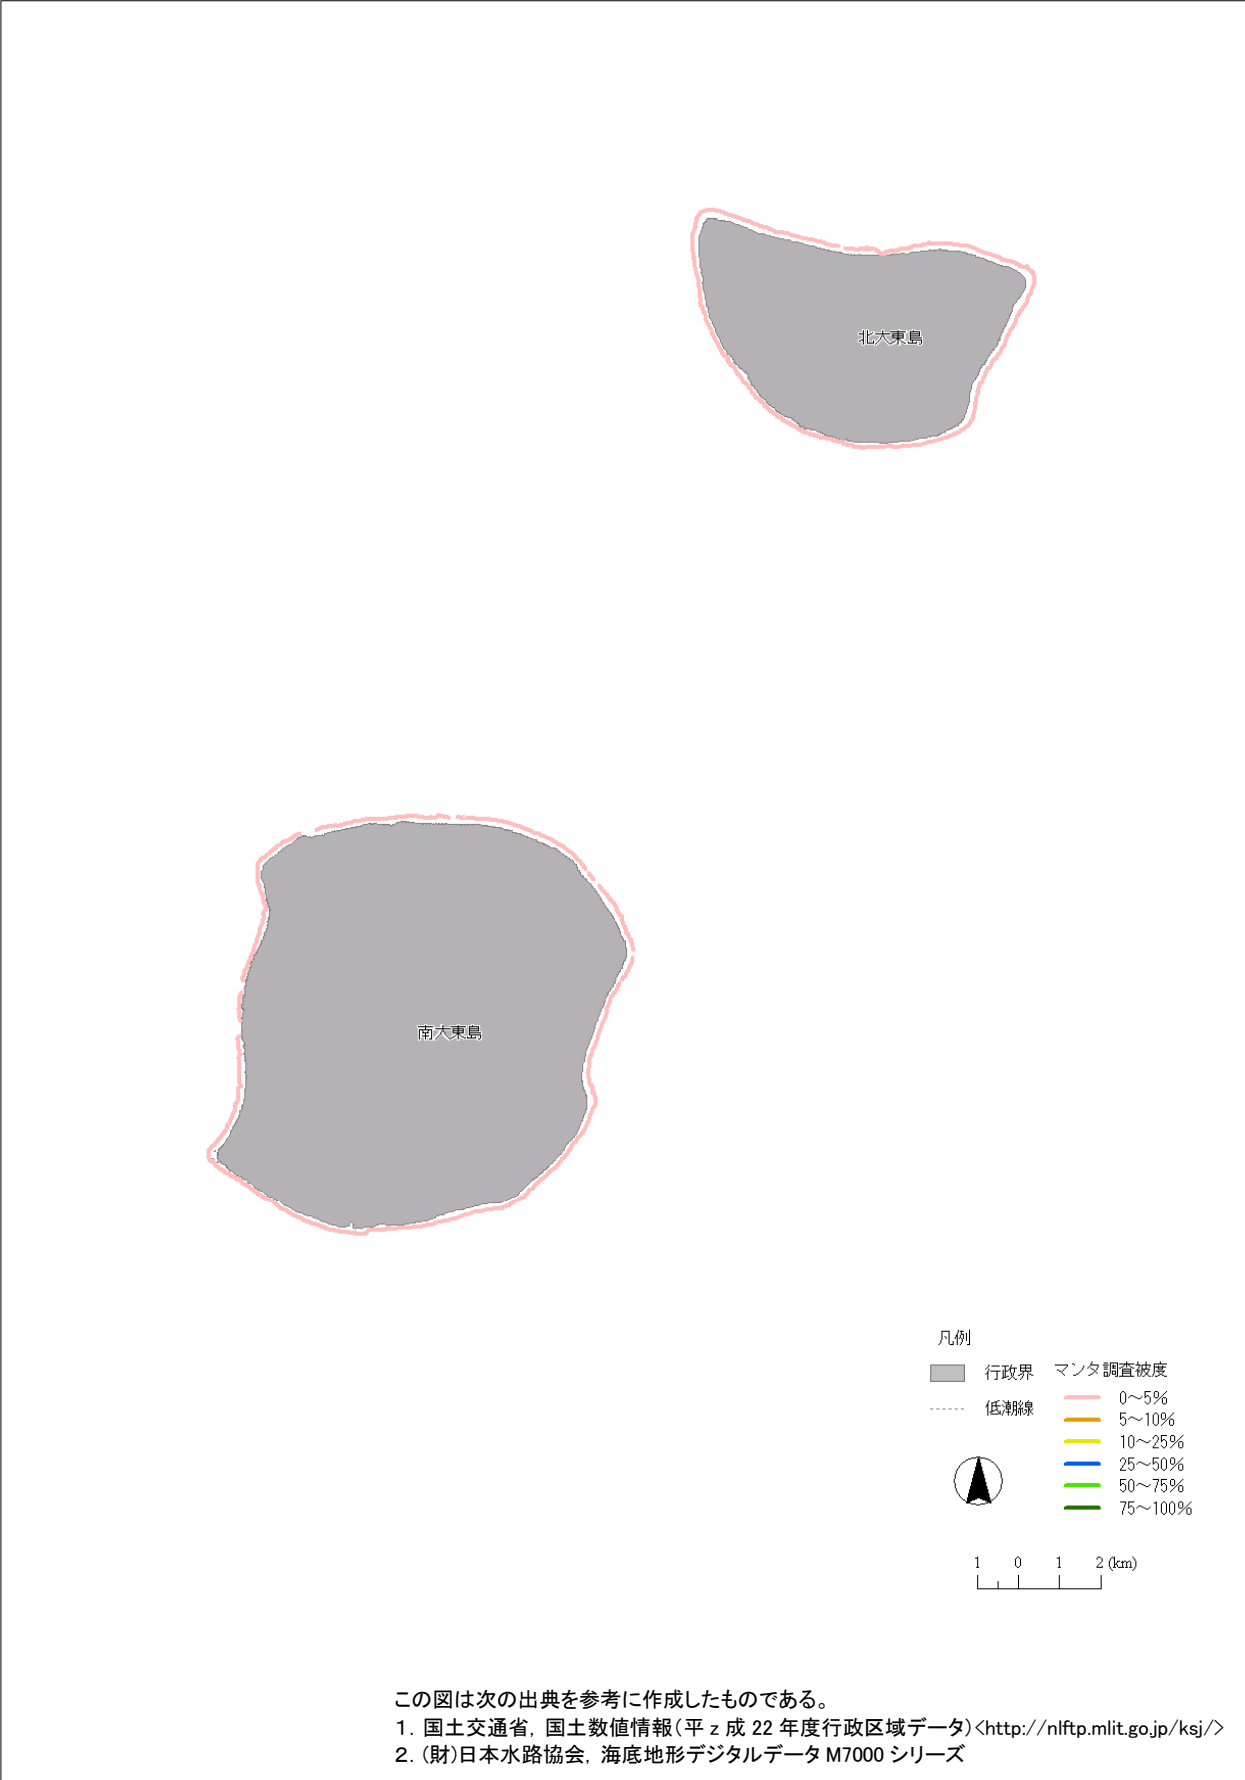 北大東島
南大東島
凡例
行政界
低潮線
マンタ調査被度
0～5%
5～10%
10～25%
25～50%
50～75%
75～100%
1 0 1 2 (km)
この図は次の出典を参考に作成したものである。
1. 国土交通省, 国土数値情報(平 z 成 22 年度行政区域データ)<http://nlftp.mlit.go.jp/ksj/>
2. (財)日本水路協会, 海底地形デジタルデータ M7000 シリーズ